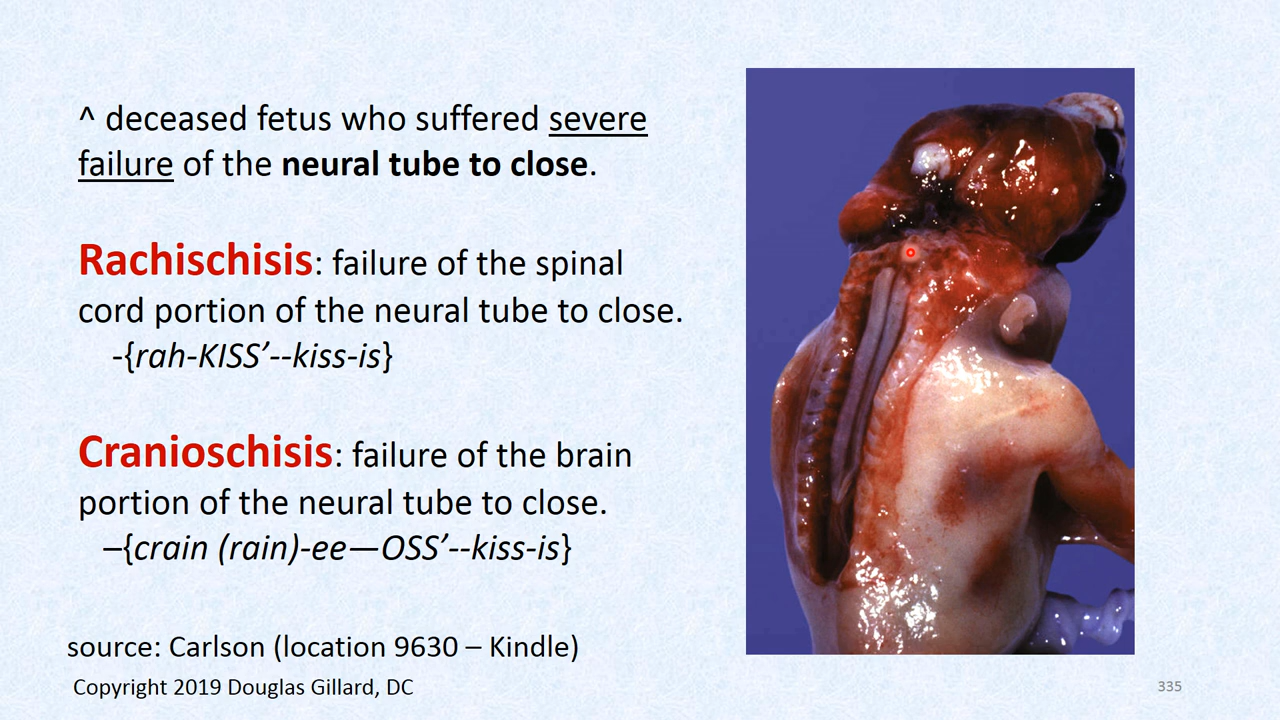 ^ deceased fetus who suffered severe
failure of the neural tube to close.
Rachischisis: failure of the spinal
cord portion of the neural tube to close.
-{rah-KISS’--kiss-is}
Cranioschisis: failure of the brain
portion of the neural tube to close.
–{crain (rain)-ee—OSS’--kiss-is}
source: Carlson (location 9630 – Kindle)
Copyright 2019 Douglas Gillard, DC
335